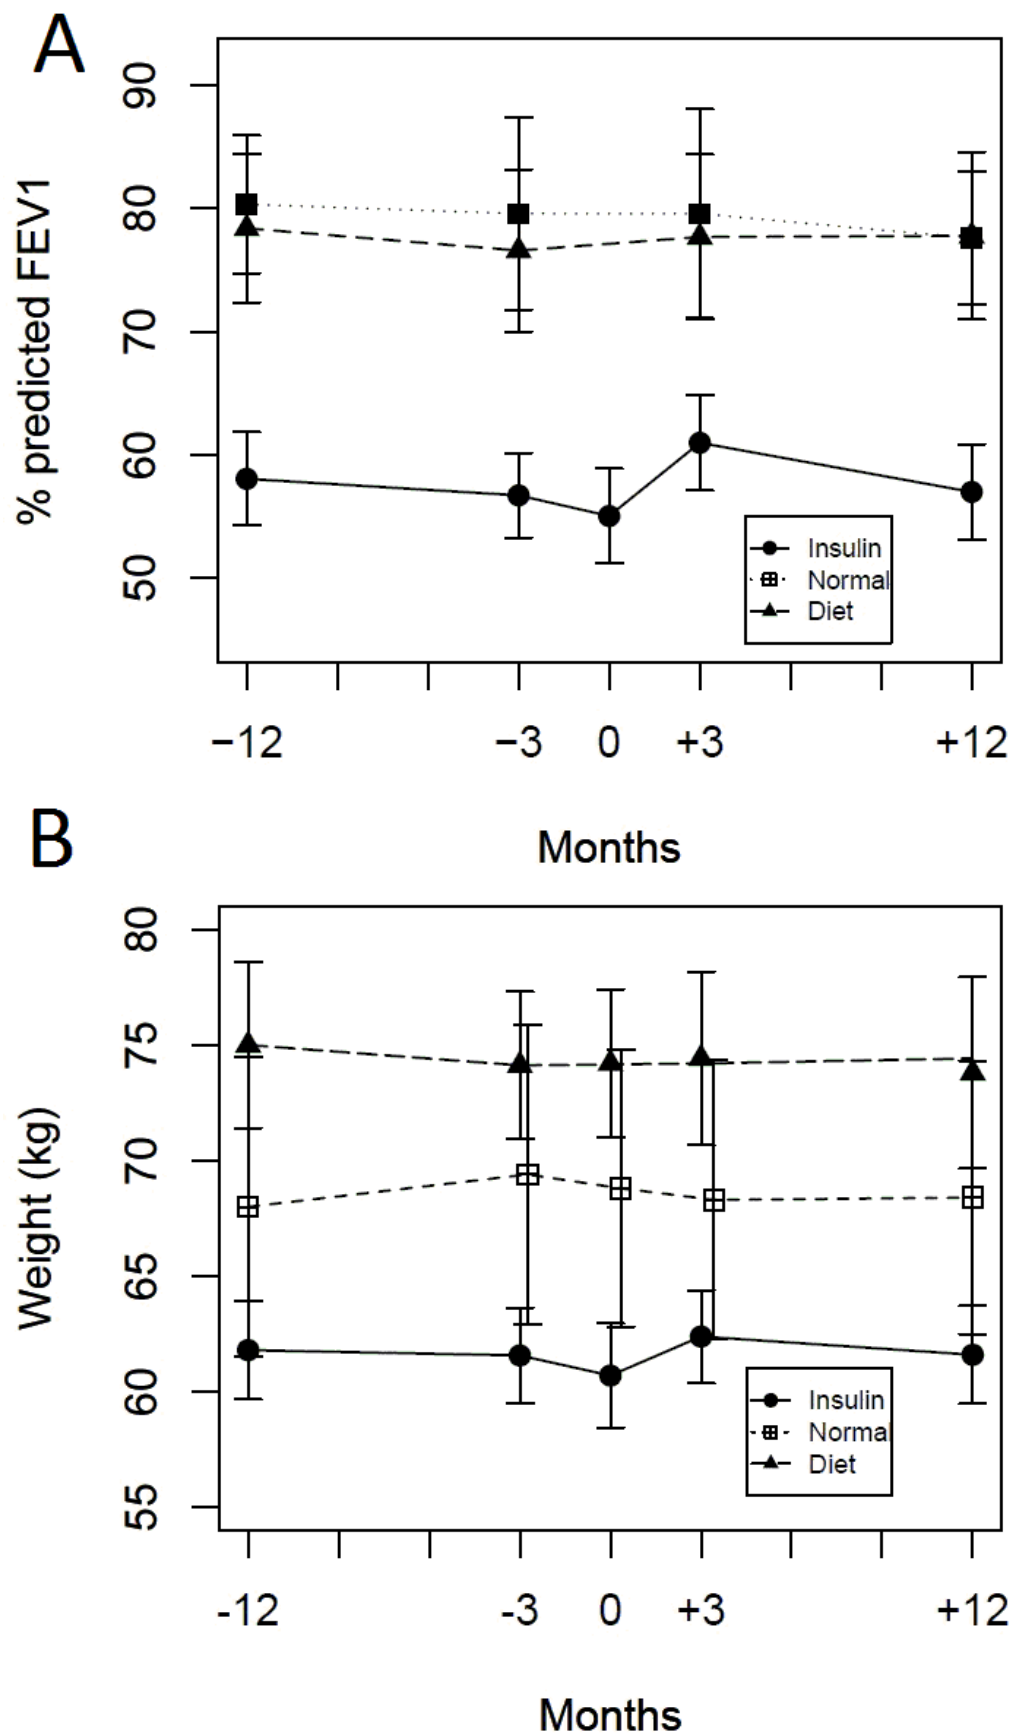 A
% predicted FEV1
90
80
70
60
50
Insulin
Normal
Diet
−12 −3 0 +3 +12
Months
B
Weight (kg)
80
75
70
65
60
55
Insulin
Normal
Diet
-12 -3 0 +3 +12
Months